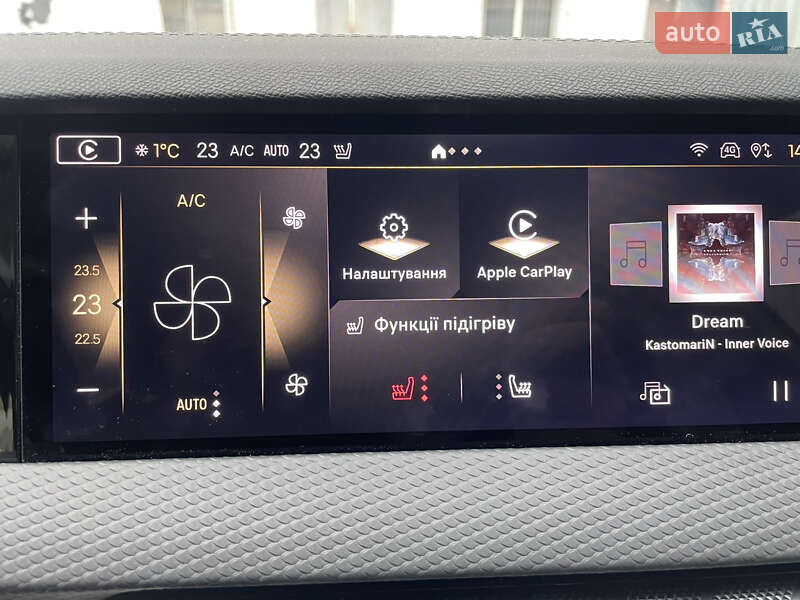 auto RIA
1°C 23 A/C AUTO 23 4G 14
A/C
23.5
23
22.5
AUTO
Налаштування
Apple CarPlay
Функції підігріву
Dream
KastomariN - Inner Voice